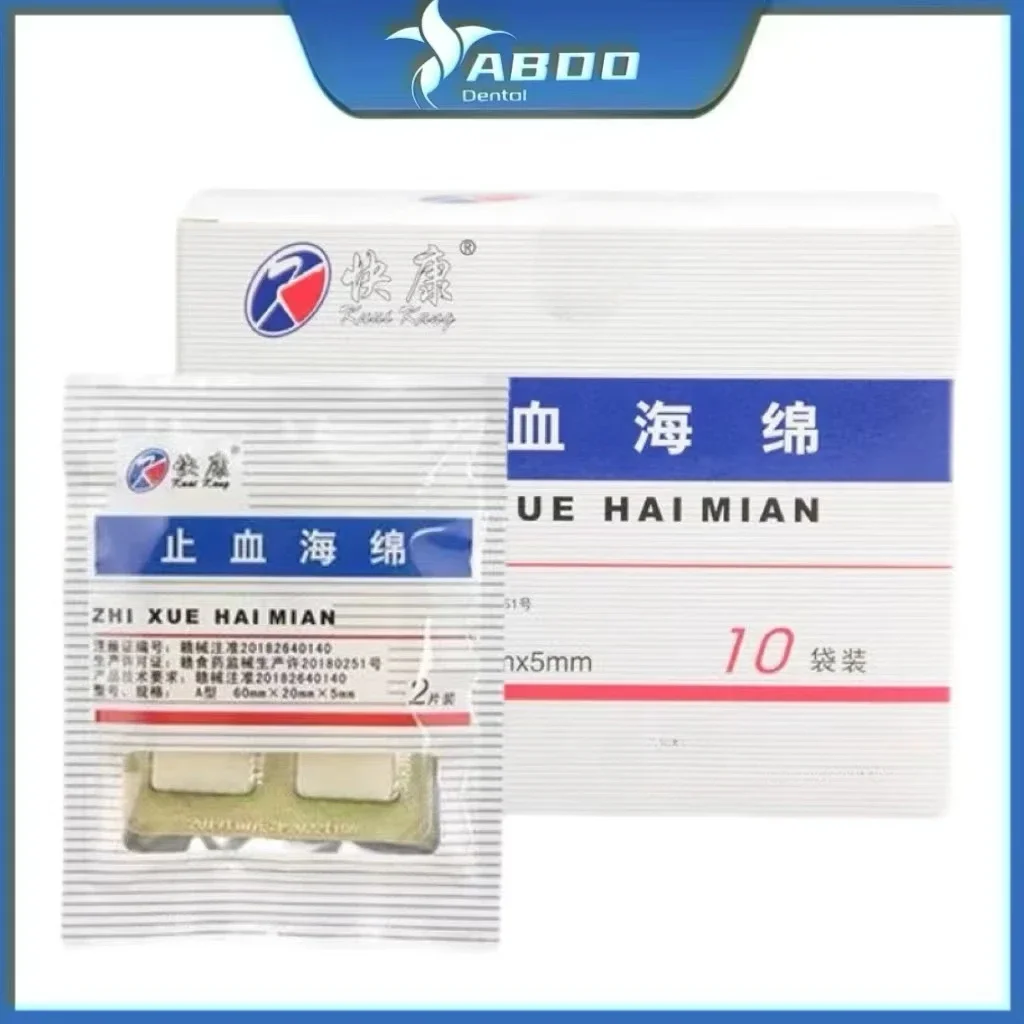 ABOO
Dental
快康®
Kuai Kang
血海绵
UE HAI MIAN
51号
mx5mm
10袋装
快康®
Kuai Kang
止血海绵
ZHI XUE HAI MIAN
注册证编号：赣械注准20182640140
生产许可证：赣食药监械生产许20180251号
产品技术要求：赣械注准20182640140
型号、规格：A型 60mm×20mm×5mm
2片装